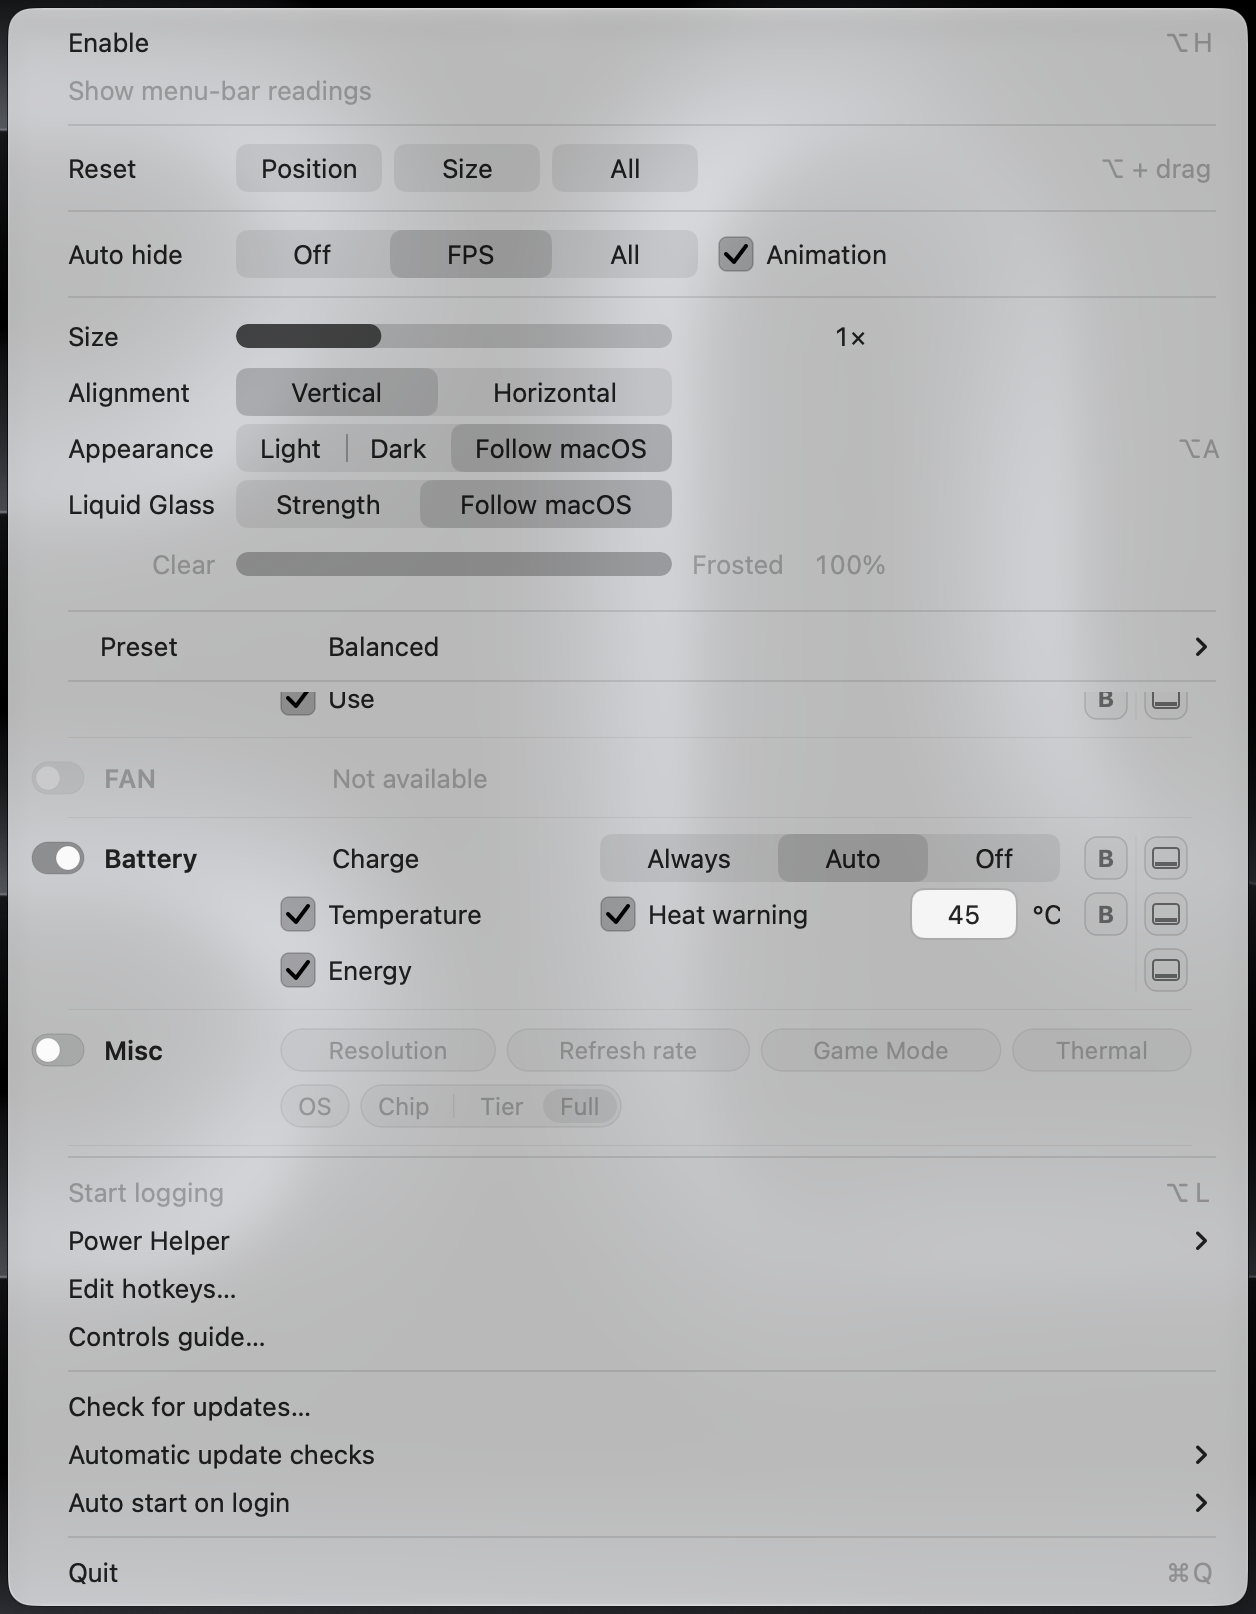 Enable ⌥ H
Show menu-bar readings
Reset Position Size All ⌥ + drag
Auto hide Off FPS All Animation
Size 1×
Alignment Vertical Horizontal
Appearance Light Dark Follow macOS ⌥A
Liquid Glass Strength Follow macOS
Clear Frosted 100%
Preset Balanced
Use B
FAN Not available
Battery Charge Always Auto Off B
Temperature Heat warning 45 °C B
Energy
Misc Resolution Refresh rate Game Mode Thermal
OS Chip Tier Full
Start logging ⌥ L
Power Helper
Edit hotkeys...
Controls guide...
Check for updates...
Automatic update checks
Auto start on login
Quit ⌘Q